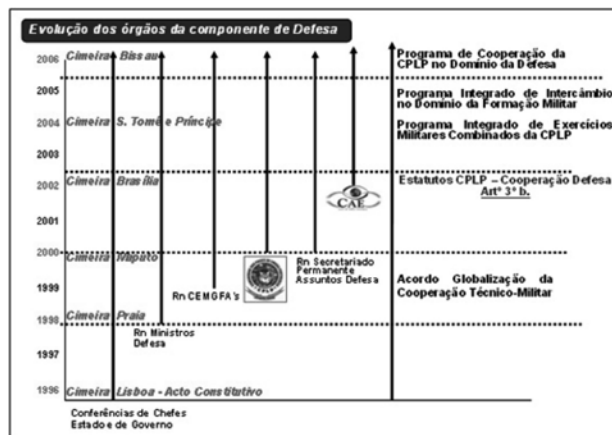 Evolução dos órgãos da componente de Defesa
2006 Cimeira Bissau
Programa de Cooperação da
CPLP no Domínio da Defesa
2005
Programa Integrado de Intercâmbio
no Domínio da Formação Militar
2004 Cimeira S. Tomé e Príncipe
Programa Integrado de Exercícios
Militares Combinados da CPLP
2003
2002 Cimeira Brasília
Estatutos CPLP – Cooperação Defesa
Artº 3º b.
CAE
2001
2000 Cimeira Maputo
Rn Secretariado
Permanente
Assuntos Defesa
1999
Rn CEMGFA's
Acordo Globalização da
Cooperação Técnico-Militar
1998 Cimeira Praia
Rn Ministros
Defesa
1997
1996 Cimeira Lisboa - Acto Constitutivo
Conferências de Chefes
Estado e de Governo